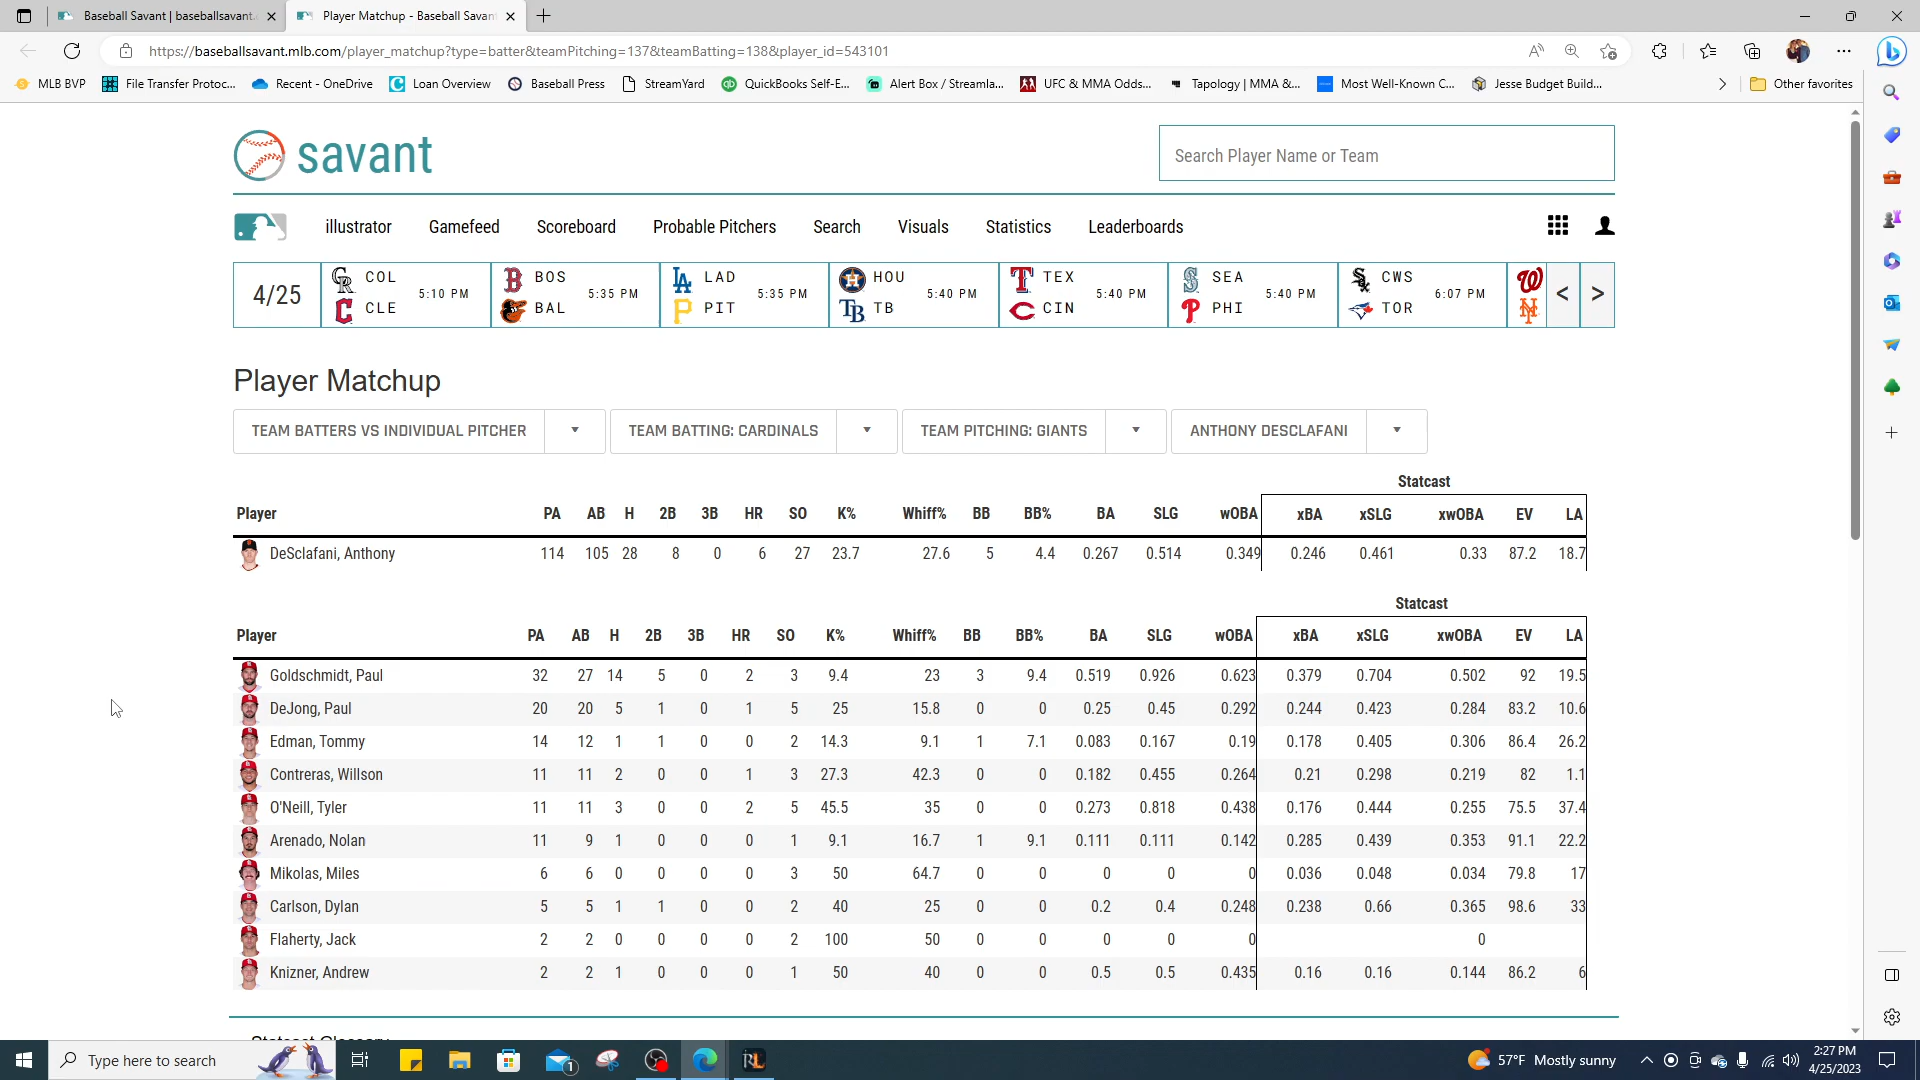 Baseball Savant | baseballsavant.
Player Matchup - Baseball Savant
https://baseballsavant.mlb.com/player_matchup?type=batter&teamPitching=137&teamBatting=138&player_id=543101
MLB BVP File Transfer Protoc... Recent - OneDrive Loan Overview Baseball Press StreamYard QuickBooks Self-E... Alert Box / Streamla... UFC & MMA Odds... Tapology | MMA &... Most Well-Known C... Jesse Budget Build... Other favorites
savant
Search Player Name or Team
illustrator Gamefeed Scoreboard Probable Pitchers Search Visuals Statistics Leaderboards
4/25
COL CLE 5:10 PM
BOS BAL 5:35 PM
LAD PIT 5:35 PM
HOU TB 5:40 PM
TEX CIN 5:40 PM
SEA PHI 5:40 PM
CWS TOR 6:07 PM
< >
Player Matchup
TEAM BATTERS VS INDIVIDUAL PITCHER TEAM BATTING: CARDINALS TEAM PITCHING: GIANTS ANTHONY DESCLAFANI
Statcast
Player PA AB H 2B 3B HR SO K% Whiff% BB BB% BA SLG wOBA xBA xSLG xwOBA EV LA
DeSclafani, Anthony 114 105 28 8 0 6 27 23.7 27.6 5 4.4 0.267 0.514 0.349 0.246 0.461 0.33 87.2 18.7
Statcast
Player PA AB H 2B 3B HR SO K% Whiff% BB BB% BA SLG wOBA xBA xSLG xwOBA EV LA
Goldschmidt, Paul 32 27 14 5 0 2 3 9.4 23 3 9.4 0.519 0.926 0.623 0.379 0.704 0.502 92 19.5
DeJong, Paul 20 20 5 1 0 1 5 25 15.8 0 0 0.25 0.45 0.292 0.244 0.423 0.284 83.2 10.6
Edman, Tommy 14 12 1 1 0 0 2 14.3 9.1 1 7.1 0.083 0.167 0.19 0.178 0.405 0.306 86.4 26.2
Contreras, Willson 11 11 2 0 0 1 3 27.3 42.3 0 0 0.182 0.455 0.264 0.21 0.298 0.219 82 1.1
O'Neill, Tyler 11 11 3 0 0 2 5 45.5 35 0 0 0.273 0.818 0.438 0.176 0.444 0.255 75.5 37.4
Arenado, Nolan 11 9 1 0 0 0 1 9.1 16.7 1 9.1 0.111 0.111 0.142 0.285 0.439 0.353 91.1 22.2
Mikolas, Miles 6 6 0 0 0 0 3 50 64.7 0 0 0 0 0 0.036 0.048 0.034 79.8 17
Carlson, Dylan 5 5 1 1 0 0 2 40 25 0 0 0.2 0.4 0.248 0.238 0.66 0.365 98.6 33
Flaherty, Jack 2 2 0 0 0 0 2 100 50 0 0 0 0 0 0
Knizner, Andrew 2 2 1 0 0 0 1 50 40 0 0 0.5 0.5 0.435 0.16 0.16 0.144 86.2 6
Statcast Glossary
Type here to search
1
57°F Mostly sunny
2:27 PM
4/25/2023